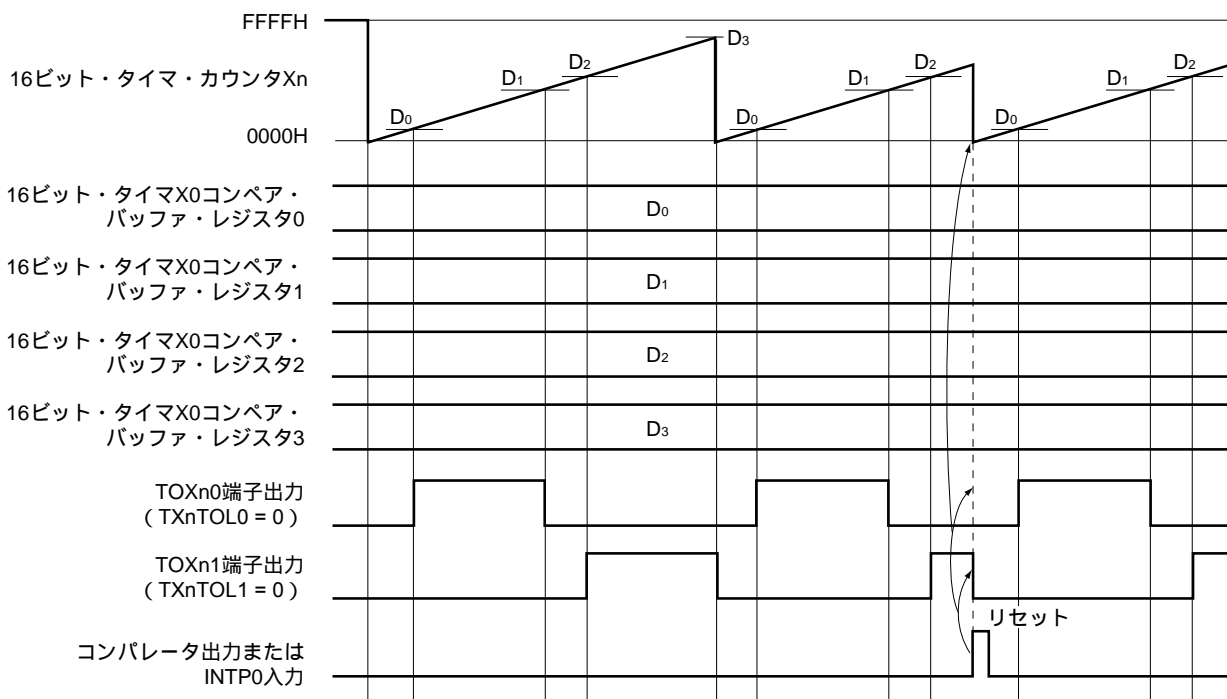 FFFFH
D3
16ビット・タイマ・カウンタXn
D0 D1 D2
D0 D1 D2
D0 D1 D2
0000H
16ビット・タイマX0コンペア・
バッファ・レジスタ0
D0
16ビット・タイマX0コンペア・
バッファ・レジスタ1
D1
16ビット・タイマX0コンペア・
バッファ・レジスタ2
D2
16ビット・タイマX0コンペア・
バッファ・レジスタ3
D3
TOXn0端子出力
(TXnTOL0 = 0)
TOXn1端子出力
(TXnTOL1 = 0)
リセット
コンパレータ出力または
INTP0入力